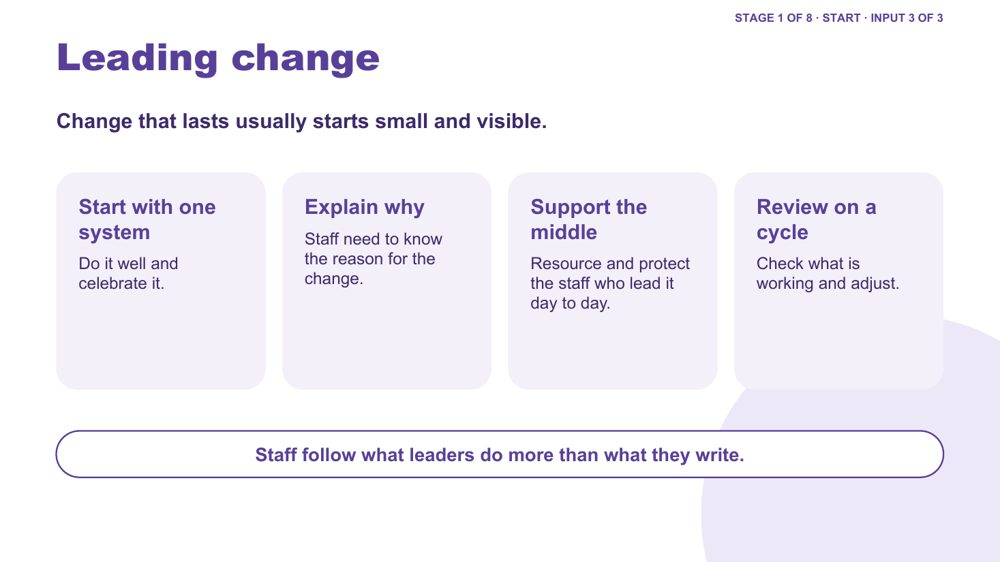 STAGE 1 OF 8 · START · INPUT 3 OF 3
Leading change
Change that lasts usually starts small and visible.
Start with one
system
Do it well and
celebrate it.
Explain why
Staff need to know
the reason for the
change.
Support the
middle
Resource and protect
the staff who lead it
day to day.
Review on a
cycle
Check what is
working and adjust.
Staff follow what leaders do more than what they write.